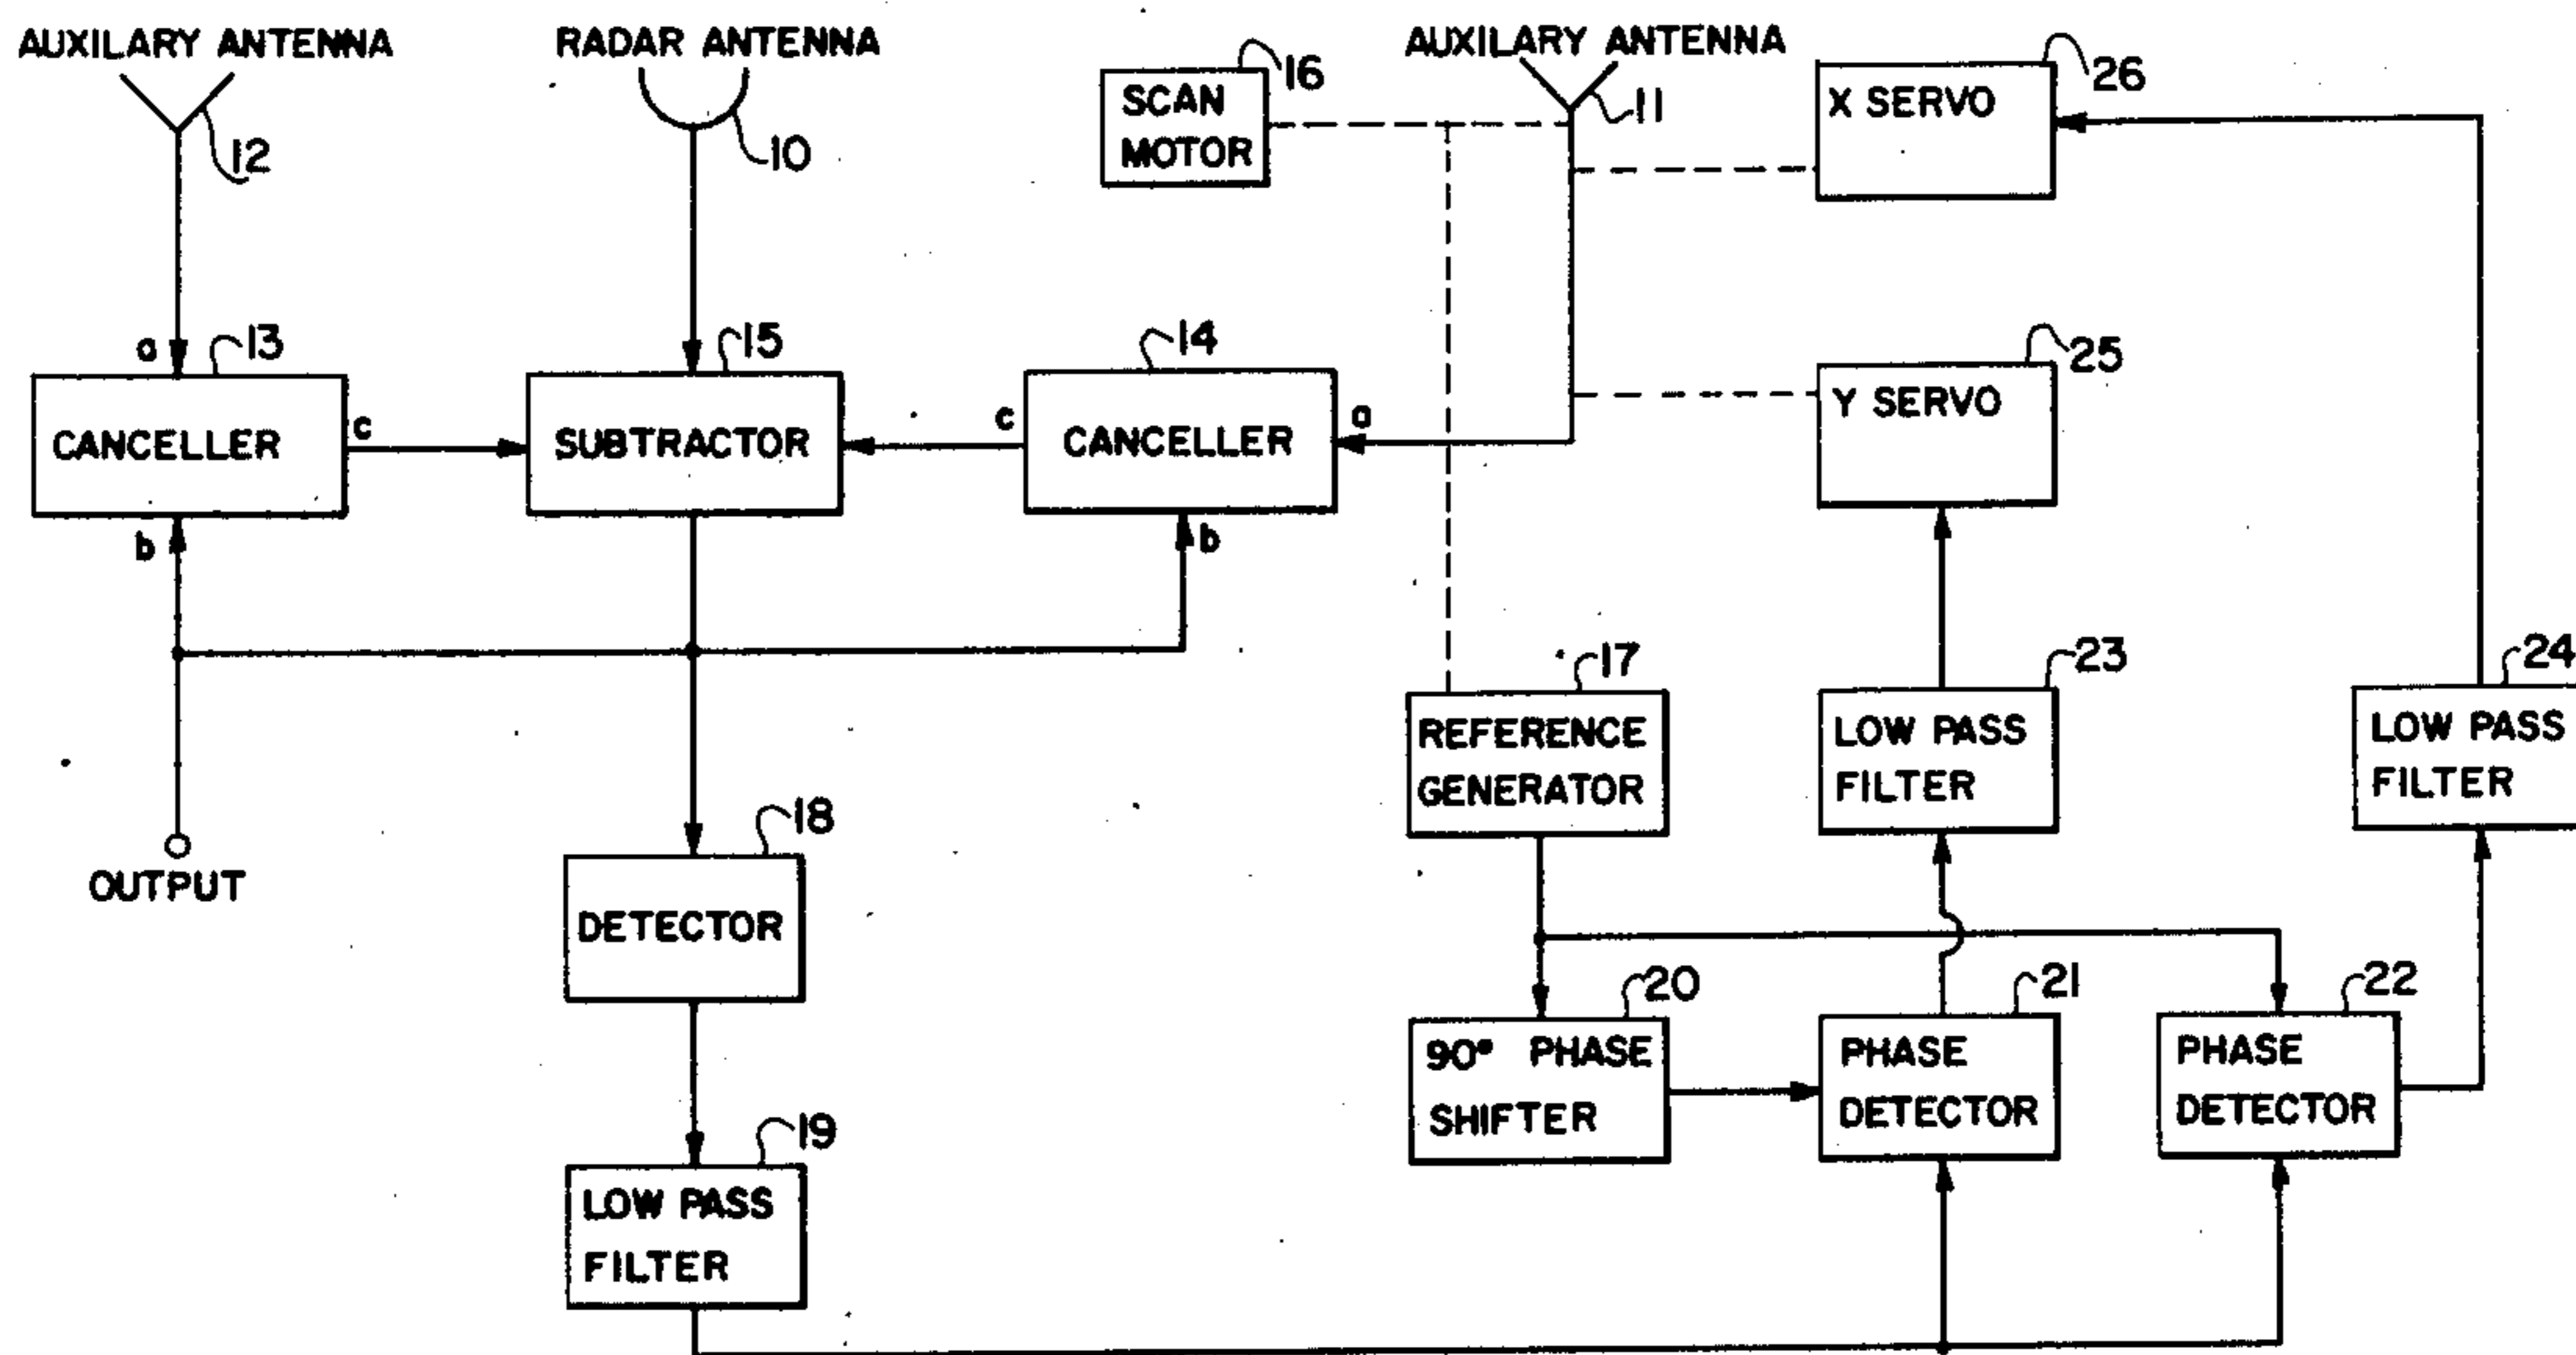 AUXILARY ANTENNA
RADAR ANTENNA
AUXILARY ANTENNA
12
10
SCAN
MOTOR
16
11
X SERVO
26
a
13
CANCELLER
c
b
15
SUBTRACTOR
14
c
CANCELLER
a
b
Y SERVO
25
OUTPUT
18
DETECTOR
17
REFERENCE
GENERATOR
23
LOW PASS
FILTER
24
LOW PASS
FILTER
19
LOW PASS
FILTER
20
90° PHASE
SHIFTER
21
PHASE
DETECTOR
22
PHASE
DETECTOR